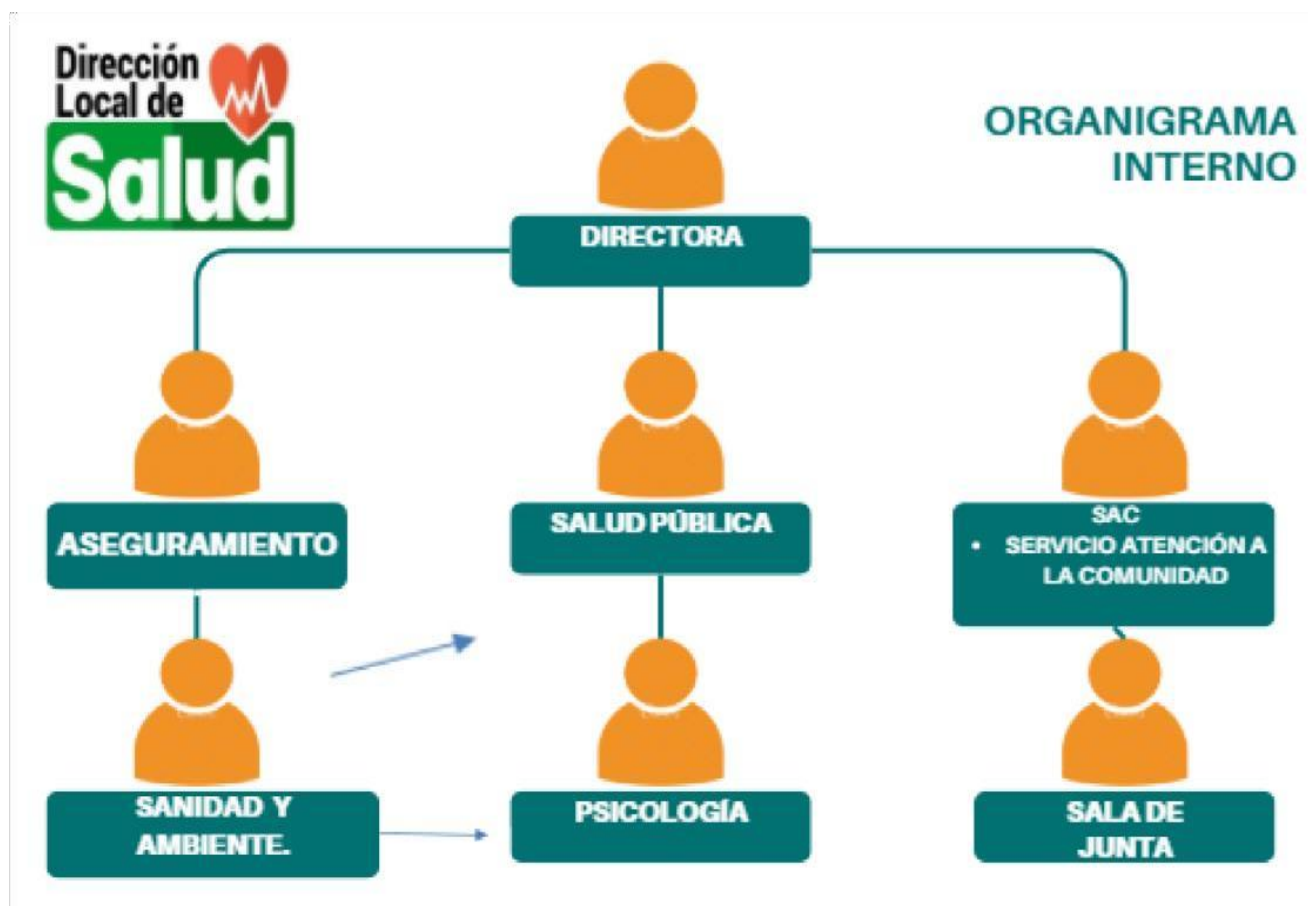 Dirección
Local de
Salud
ORGANIGRAMA
INTERNO
DIRECTORA
ASEGURAMIENTO
SALUD PÚBLICA
SAC
• SERVICIO ATENCIÓN A
LA COMUNIDAD
SANIDAD Y
AMBIENTE.
PSICOLOGÍA
SALA DE
JUNTA